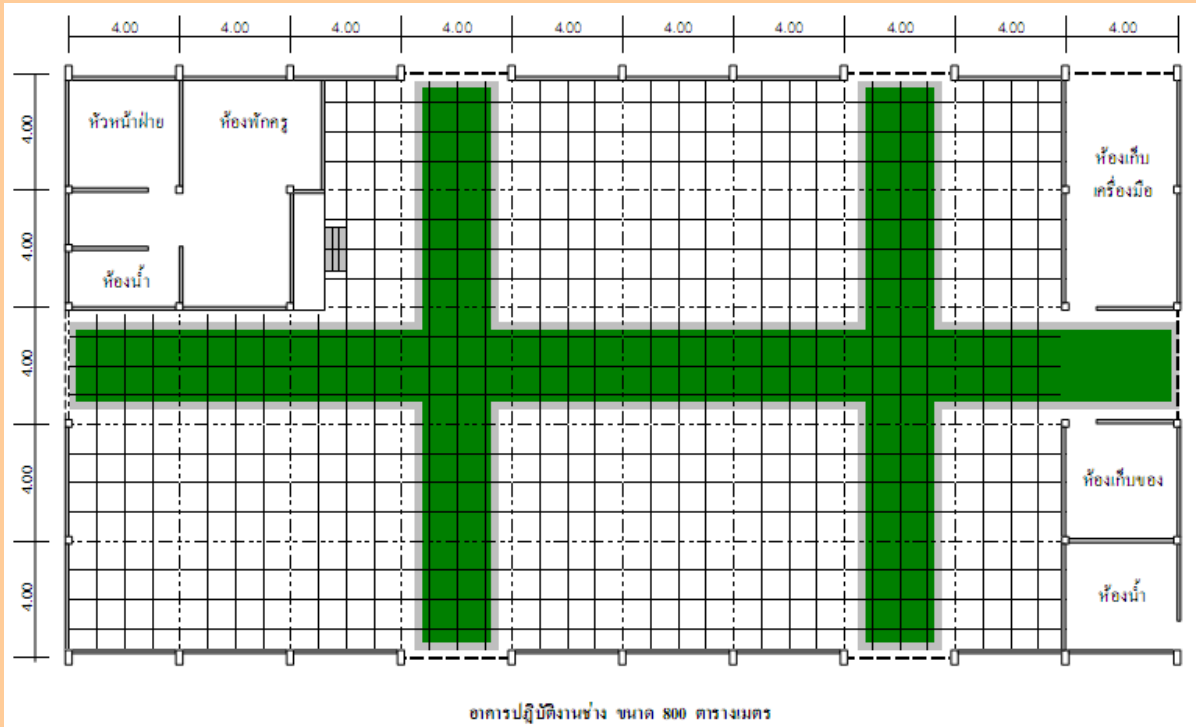 4.00 4.00 4.00 4.00 4.00 4.00 4.00 4.00 4.00 4.00
4.00
4.00
4.00
4.00
4.00
หัวหน้าฝ่าย
ห้องพักครู
ห้องน้ำ
ห้องเก็บ
เครื่องมือ
ห้องเก็บของ
ห้องน้ำ
อาคารปฏิบัติงานช่าง ขนาด 800 ตารางเมตร